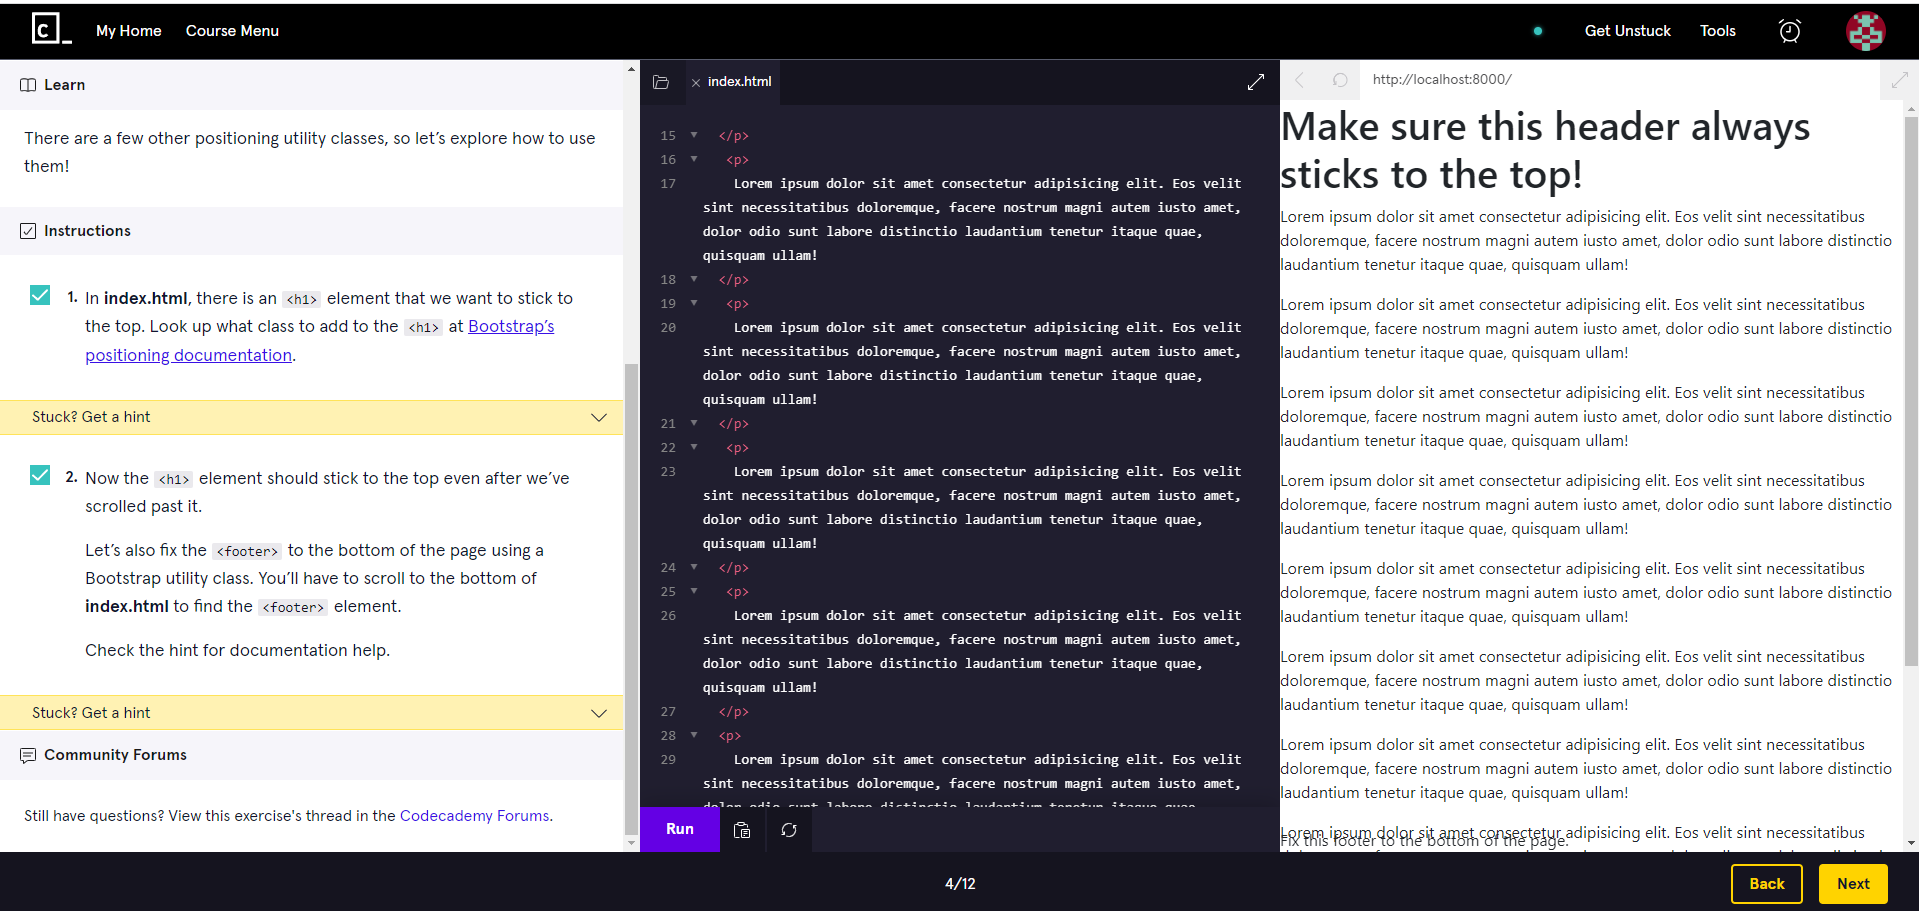 My Home Course Menu Get Unstuck Tools
Learn
There are a few other positioning utility classes, so let's explore how to use
them!
Instructions
1. In index.html, there is an <h1> element that we want to stick to
the top. Look up what class to add to the <h1> at Bootstrap's
positioning documentation.
Stuck? Get a hint
2. Now the <h1> element should stick to the top even after we've
scrolled past it.
Let's also fix the <footer> to the bottom of the page using a
Bootstrap utility class. You'll have to scroll to the bottom of
index.html to find the <footer> element.
Check the hint for documentation help.
Stuck? Get a hint
Community Forums
Still have questions? View this exercise's thread in the Codecademy Forums.
index.html
15 </p>
16 <p>
17 Lorem ipsum dolor sit amet consectetur adipisicing elit. Eos velit
sint necessitatibus doloremque, facere nostrum magni autem iusto amet,
dolor odio sunt labore distinctio laudantium tenetur itaque quae,
quisquam ullam!
18 </p>
19 <p>
20 Lorem ipsum dolor sit amet consectetur adipisicing elit. Eos velit
sint necessitatibus doloremque, facere nostrum magni autem iusto amet,
dolor odio sunt labore distinctio laudantium tenetur itaque quae,
quisquam ullam!
21 </p>
22 <p>
23 Lorem ipsum dolor sit amet consectetur adipisicing elit. Eos velit
sint necessitatibus doloremque, facere nostrum magni autem iusto amet,
dolor odio sunt labore distinctio laudantium tenetur itaque quae,
quisquam ullam!
24 </p>
25 <p>
26 Lorem ipsum dolor sit amet consectetur adipisicing elit. Eos velit
sint necessitatibus doloremque, facere nostrum magni autem iusto amet,
dolor odio sunt labore distinctio laudantium tenetur itaque quae,
quisquam ullam!
27 </p>
28 <p>
29 Lorem ipsum dolor sit amet consectetur adipisicing elit. Eos velit
sint necessitatibus doloremque, facere nostrum magni autem iusto amet,
dolor odio sunt labore distinctio laudantium tenetur itaque quae,
Run
http://localhost:8000/
Make sure this header always
sticks to the top!
Lorem ipsum dolor sit amet consectetur adipisicing elit. Eos velit sint necessitatibus
doloremque, facere nostrum magni autem iusto amet, dolor odio sunt labore distinctio
laudantium tenetur itaque quae, quisquam ullam!
Lorem ipsum dolor sit amet consectetur adipisicing elit. Eos velit sint necessitatibus
doloremque, facere nostrum magni autem iusto amet, dolor odio sunt labore distinctio
laudantium tenetur itaque quae, quisquam ullam!
Lorem ipsum dolor sit amet consectetur adipisicing elit. Eos velit sint necessitatibus
doloremque, facere nostrum magni autem iusto amet, dolor odio sunt labore distinctio
laudantium tenetur itaque quae, quisquam ullam!
Lorem ipsum dolor sit amet consectetur adipisicing elit. Eos velit sint necessitatibus
doloremque, facere nostrum magni autem iusto amet, dolor odio sunt labore distinctio
laudantium tenetur itaque quae, quisquam ullam!
Lorem ipsum dolor sit amet consectetur adipisicing elit. Eos velit sint necessitatibus
doloremque, facere nostrum magni autem iusto amet, dolor odio sunt labore distinctio
laudantium tenetur itaque quae, quisquam ullam!
Lorem ipsum dolor sit amet consectetur adipisicing elit. Eos velit sint necessitatibus
doloremque, facere nostrum magni autem iusto amet, dolor odio sunt labore distinctio
laudantium tenetur itaque quae, quisquam ullam!
Lorem ipsum dolor sit amet consectetur adipisicing elit. Eos velit sint necessitatibus
doloremque, facere nostrum magni autem iusto amet, dolor odio sunt labore distinctio
laudantium tenetur itaque quae, quisquam ullam!
Lorem ipsum dolor sit amet consectetur adipisicing elit. Eos velit sint necessitatibus
Fix this footer to the bottom of the page.
4/12
Back Next